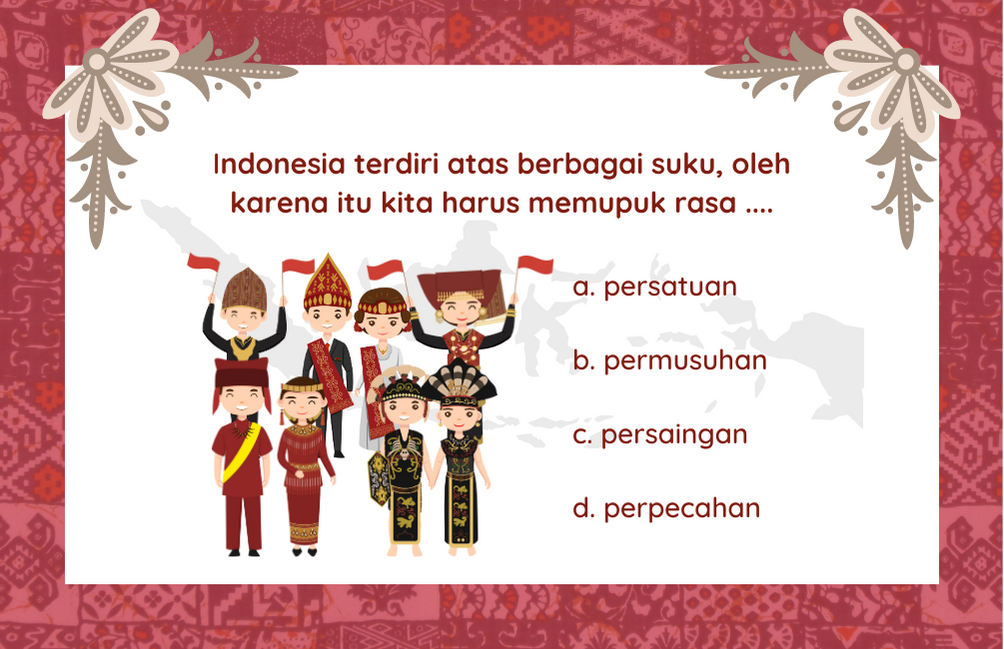 Indonesia terdiri atas berbagai suku, oleh
karena itu kita harus memupuk rasa ....
a. persatuan
b. permusuhan
c. persaingan
d. perpecahan